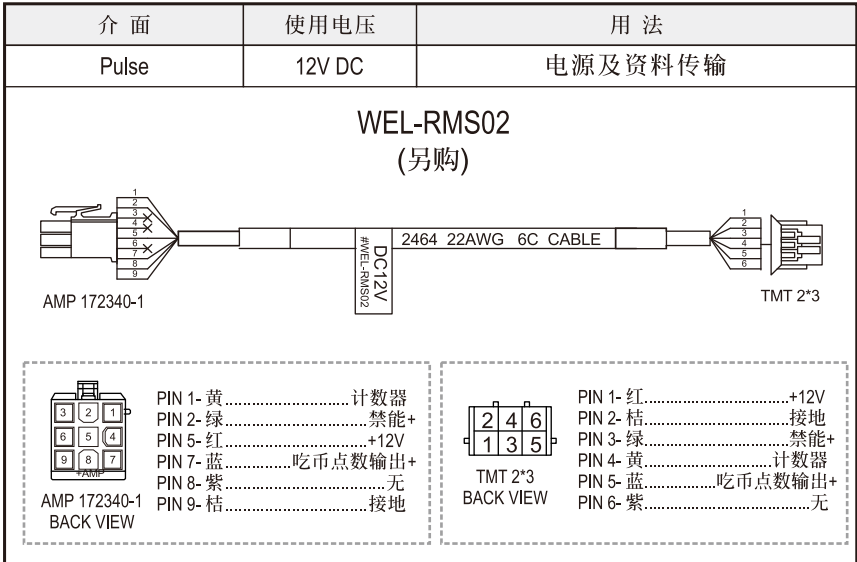 介 面 使用电压 用 法
Pulse 12V DC 电源及资料传输
WEL-RMS02
(另购)
1
2
3
4
5
6
7
8
9
DC12V
#WEL-RMS02
2464 22AWG 6C CABLE
1
2
3
4
5
6
AMP 172340-1
TMT 2*3
3 2 1
6 5 4
9 8 7
+AMP
AMP 172340-1
BACK VIEW
PIN 1- 黄......................计数器
PIN 2- 绿.........................禁能+
PIN 5- 红.........................+12V
PIN 7- 蓝...........吃币点数输出+
PIN 8- 紫............................无
PIN 9- 桔.........................接地
2 4 6
1 3 5
TMT 2*3
BACK VIEW
PIN 1- 红.........................+12V
PIN 2- 桔.........................接地
PIN 3- 绿.........................禁能+
PIN 4- 黄......................计数器
PIN 5- 蓝............吃币点数输出+
PIN 6- 紫............................无